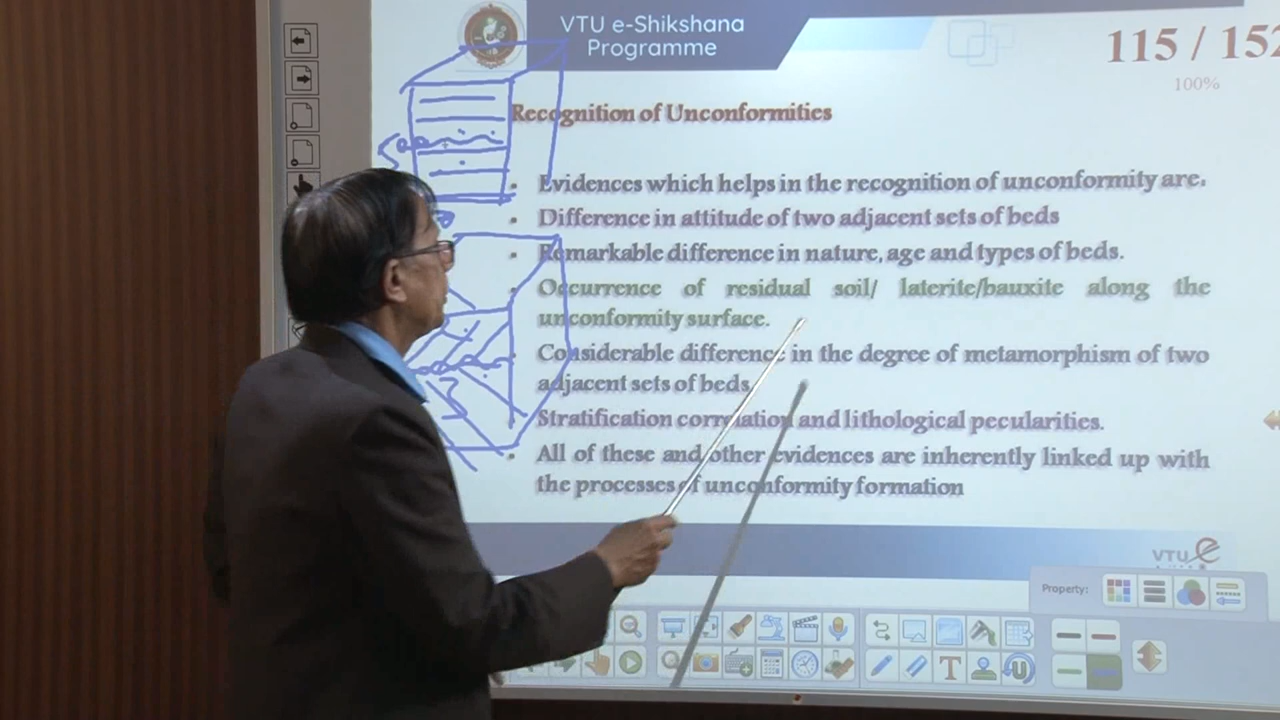 VTU e-Shikshana
Programme
115 / 152
100%
Recognition of Unconformities
Evidences which helps in the recognition of unconformity are.
Difference in attitude of two adjacent sets of beds
Remarkable difference in nature, age and types of beds.
Occurrence of residual soil/ laterite/bauxite along the
unconformity surface.
Considerable difference in the degree of metamorphism of two
adjacent sets of beds
Stratification correlation and lithological pecularities.
All of these and other evidences are inherently linked up with
the processes of unconformity formation
VTU e
Property: